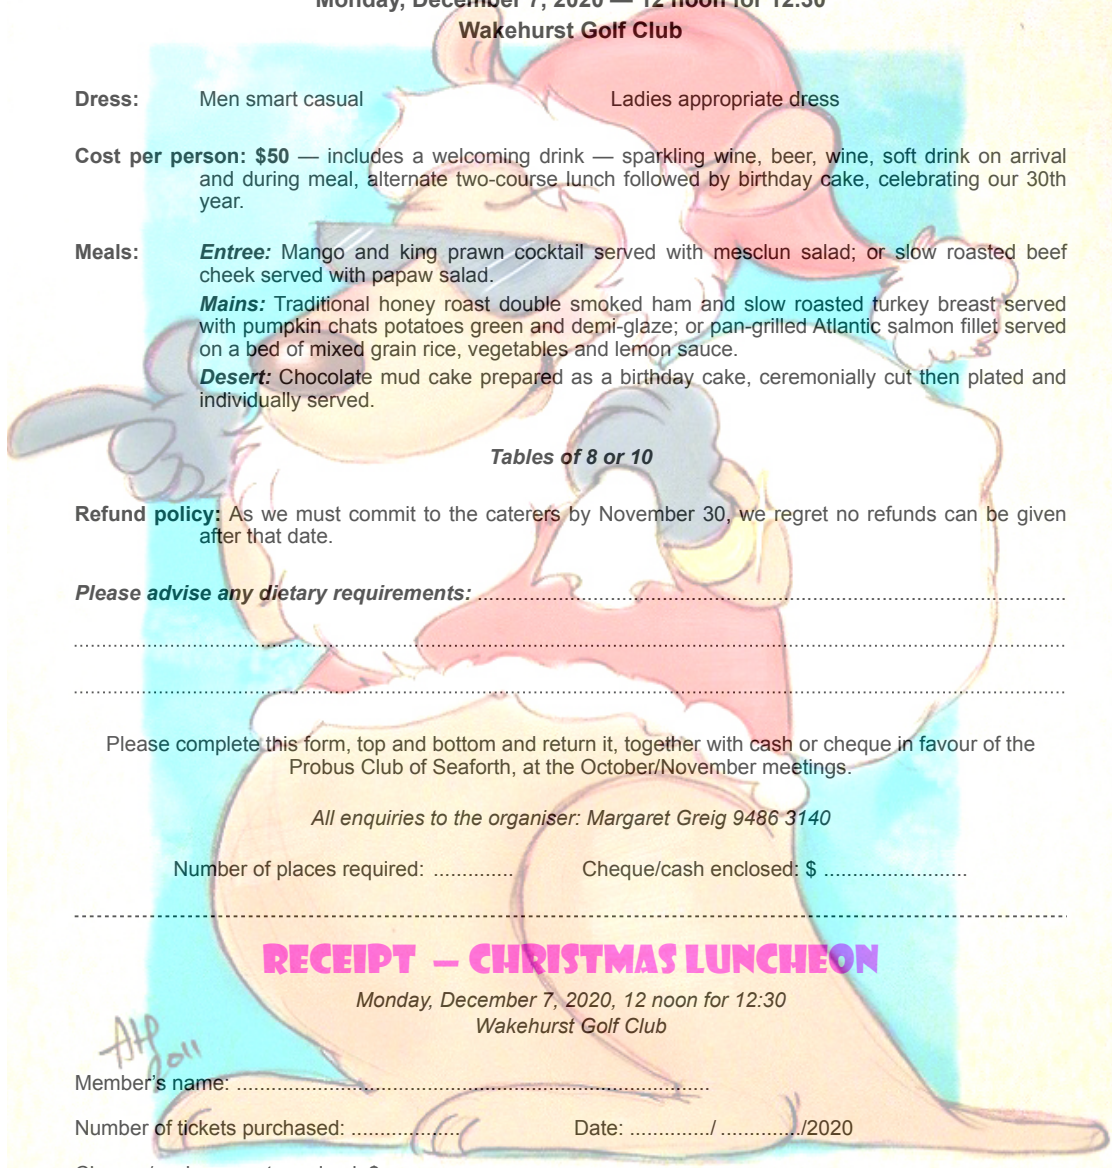 Monday, December 7, 2020 — 12 noon for 12:30
Wakehurst Golf Club
Dress: Men smart casual Ladies appropriate dress
Cost per person: $50 — includes a welcoming drink — sparkling wine, beer, wine, soft drink on arrival
and during meal, alternate two-course lunch followed by birthday cake, celebrating our 30th
year.
Meals: Entree: Mango and king prawn cocktail served with mesclun salad; or slow roasted beef
cheek served with papaw salad.
Mains: Traditional honey roast double smoked ham and slow roasted turkey breast served
with pumpkin chats potatoes green and demi-glaze; or pan-grilled Atlantic salmon fillet served
on a bed of mixed grain rice, vegetables and lemon sauce.
Desert: Chocolate mud cake prepared as a birthday cake, ceremonially cut then plated and
individually served.
Tables of 8 or 10
Refund policy: As we must commit to the caterers by November 30, we regret no refunds can be given
after that date.
Please advise any dietary requirements: ....................................................................................................
....................................................................................................
....................................................................................................
Please complete this form, top and bottom and return it, together with cash or cheque in favour of the
Probus Club of Seaforth, at the October/November meetings.
All enquiries to the organiser: Margaret Greig 9486 3140
Number of places required: .............. Cheque/cash enclosed: $ .........................
RECEIPT – CHRISTMAS LUNCHEON
Monday, December 7, 2020, 12 noon for 12:30
Wakehurst Golf Club
AH
2011
Member's name: ..................................................................................
Number of tickets purchased: ................... Date: ............../ ............../2020